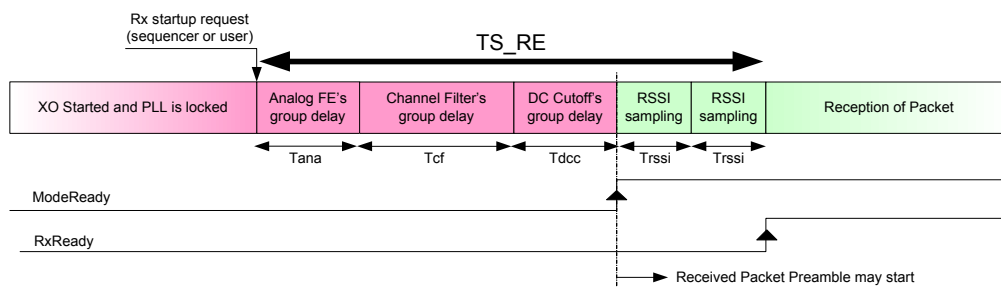 Rx startup request
(sequencer or user)
TS_RE
XO Started and PLL is locked
Analog FE's
group delay
Channel Filter's
group delay
DC Cutoff's
group delay
RSSI
sampling
RSSI
sampling
Reception of Packet
Tana
Tcf
Tdcc
Trssi
Trssi
ModeReady
RxReady
Received Packet Preamble may start